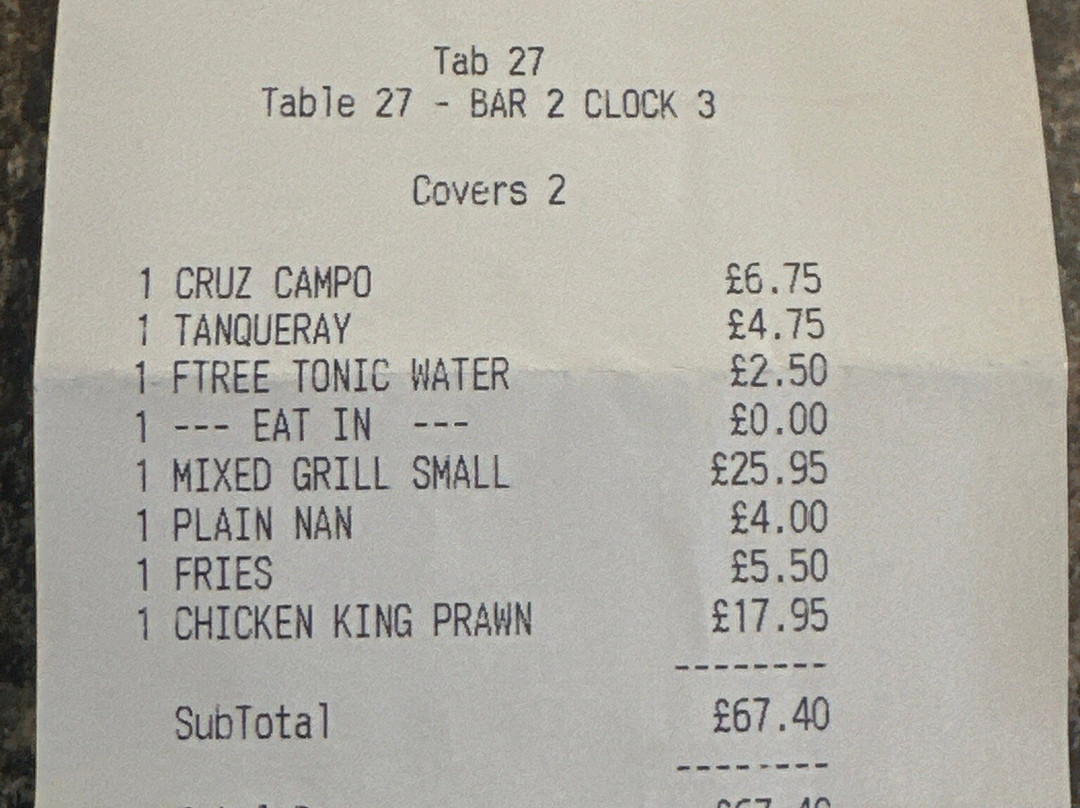 Tab 27
Table 27 - BAR 2 CLOCK 3
Covers 2
1 CRUZ CAMPO £6.75
1 TANQUERAY £4.75
1 FTREE TONIC WATER £2.50
1 --- EAT IN --- £0.00
1 MIXED GRILL SMALL £25.95
1 PLAIN NAN £4.00
1 FRIES £5.50
1 CHICKEN KING PRAWN £17.95
--------
SubTotal £67.40
--------